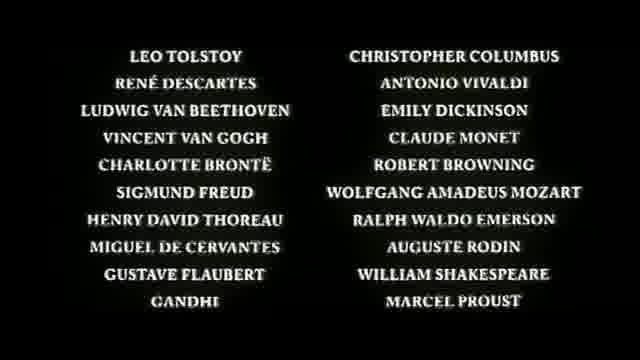 LEO TOLSTOY CHRISTOPHER COLUMBUS
RENÉ DESCARTES ANTONIO VIVALDI
LUDWIG VAN BEETHOVEN EMILY DICKINSON
VINCENT VAN GOGH CLAUDE MONET
CHARLOTTE BRONTË ROBERT BROWNING
SIGMUND FREUD WOLFGANG AMADEUS MOZART
HENRY DAVID THOREAU RALPH WALDO EMERSON
MIGUEL DE CERVANTES AUGUSTE RODIN
GUSTAVE FLAUBERT WILLIAM SHAKESPEARE
GANDHI MARCEL PROUST